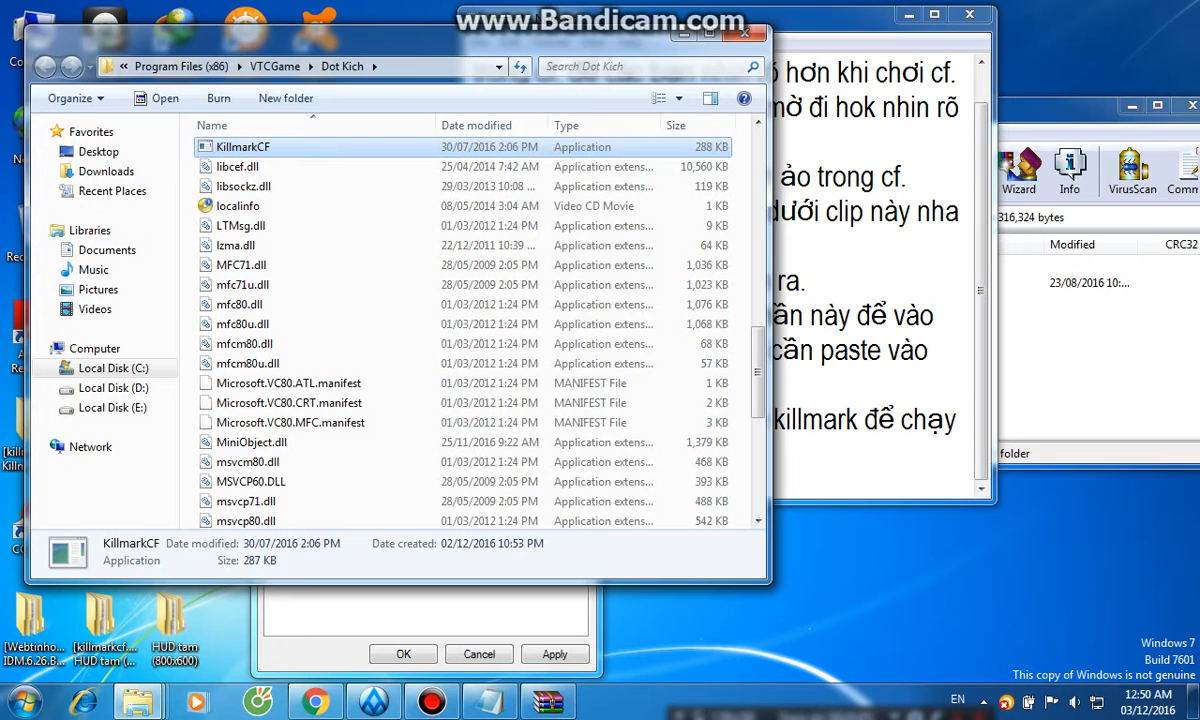 www.Bandicam.com
Program Files (x86)
VTCGame
Dot Kich
Search Dot Kich
Organize
Open
Burn
New folder
Name
Date modified
Type
Size
Favorites
Desktop
Downloads
Recent Places
Libraries
Documents
Music
Pictures
Videos
Computer
Local Disk (C:)
Local Disk (D:)
Local Disk (E:)
Network
KillmarkCF 30/07/2016 2:06 PM Application 288 KB
libcef.dll 25/04/2014 7:42 AM Application extens... 10,560 KB
libsockz.dll 29/03/2013 10:08 ... Application extens... 119 KB
localinfo 08/05/2014 3:04 AM Video CD Movie 1 KB
LTMsg.dll 01/03/2012 1:24 PM Application extens... 9 KB
lzma.dll 22/12/2011 10:39 ... Application extens... 64 KB
MFC71.dll 28/05/2009 2:05 PM Application extens... 1,036 KB
mfc71u.dll 28/05/2009 2:05 PM Application extens... 1,023 KB
mfc80.dll 01/03/2012 1:24 PM Application extens... 1,076 KB
mfc80u.dll 01/03/2012 1:24 PM Application extens... 1,068 KB
mfcm80.dll 01/03/2012 1:24 PM Application extens... 68 KB
mfcm80u.dll 01/03/2012 1:24 PM Application extens... 57 KB
Microsoft.VC80.ATL.manifest 01/03/2012 1:24 PM MANIFEST File 1 KB
Microsoft.VC80.CRT.manifest 01/03/2012 1:24 PM MANIFEST File 2 KB
Microsoft.VC80.MFC.manifest 01/03/2012 1:24 PM MANIFEST File 3 KB
MiniObject.dll 25/11/2016 9:22 AM Application extens... 1,379 KB
msvcm80.dll 01/03/2012 1:24 PM Application extens... 468 KB
MSVCP60.DLL 28/05/2009 2:05 PM Application extens... 393 KB
msvcp71.dll 28/05/2009 2:05 PM Application extens... 488 KB
msvcp80.dll 01/03/2012 1:24 PM Application extens... 542 KB
KillmarkCF Date modified: 30/07/2016 2:06 PM Date created: 02/12/2016 10:53 PM
Application Size: 287 KB
hơn khi chơi cf.
mờ đi hok nhin rõ
ảo trong cf.
dưới clip này nha
ra.
này để vào
cần paste vào
killmark để chạy
Wizard
Info
VirusScan
Comm
316,324 bytes
Modified
CRC32
23/08/2016 10:...
folder
OK
Cancel
Apply
[Webtinho...
IDM.6.26.B...
[killmarkcf....
HUD tam (...
HUD tam
(800x600)
Windows 7
Build 7601
This copy of Windows is not genuine
EN
12:50 AM
03/12/2016